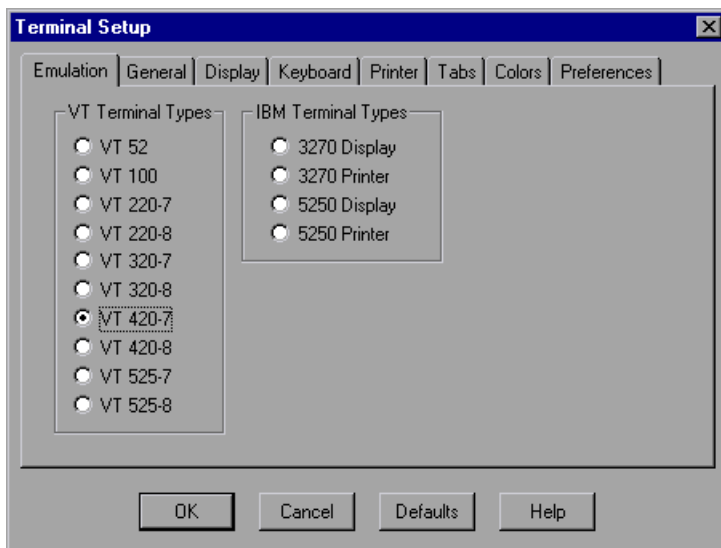 Terminal Setup
Emulation General Display Keyboard Printer Tabs Colors Preferences
VT Terminal Types
VT 52
VT 100
VT 220-7
VT 220-8
VT 320-7
VT 320-8
VT 420-7
VT 420-8
VT 525-7
VT 525-8
IBM Terminal Types
3270 Display
3270 Printer
5250 Display
5250 Printer
OK Cancel Defaults Help